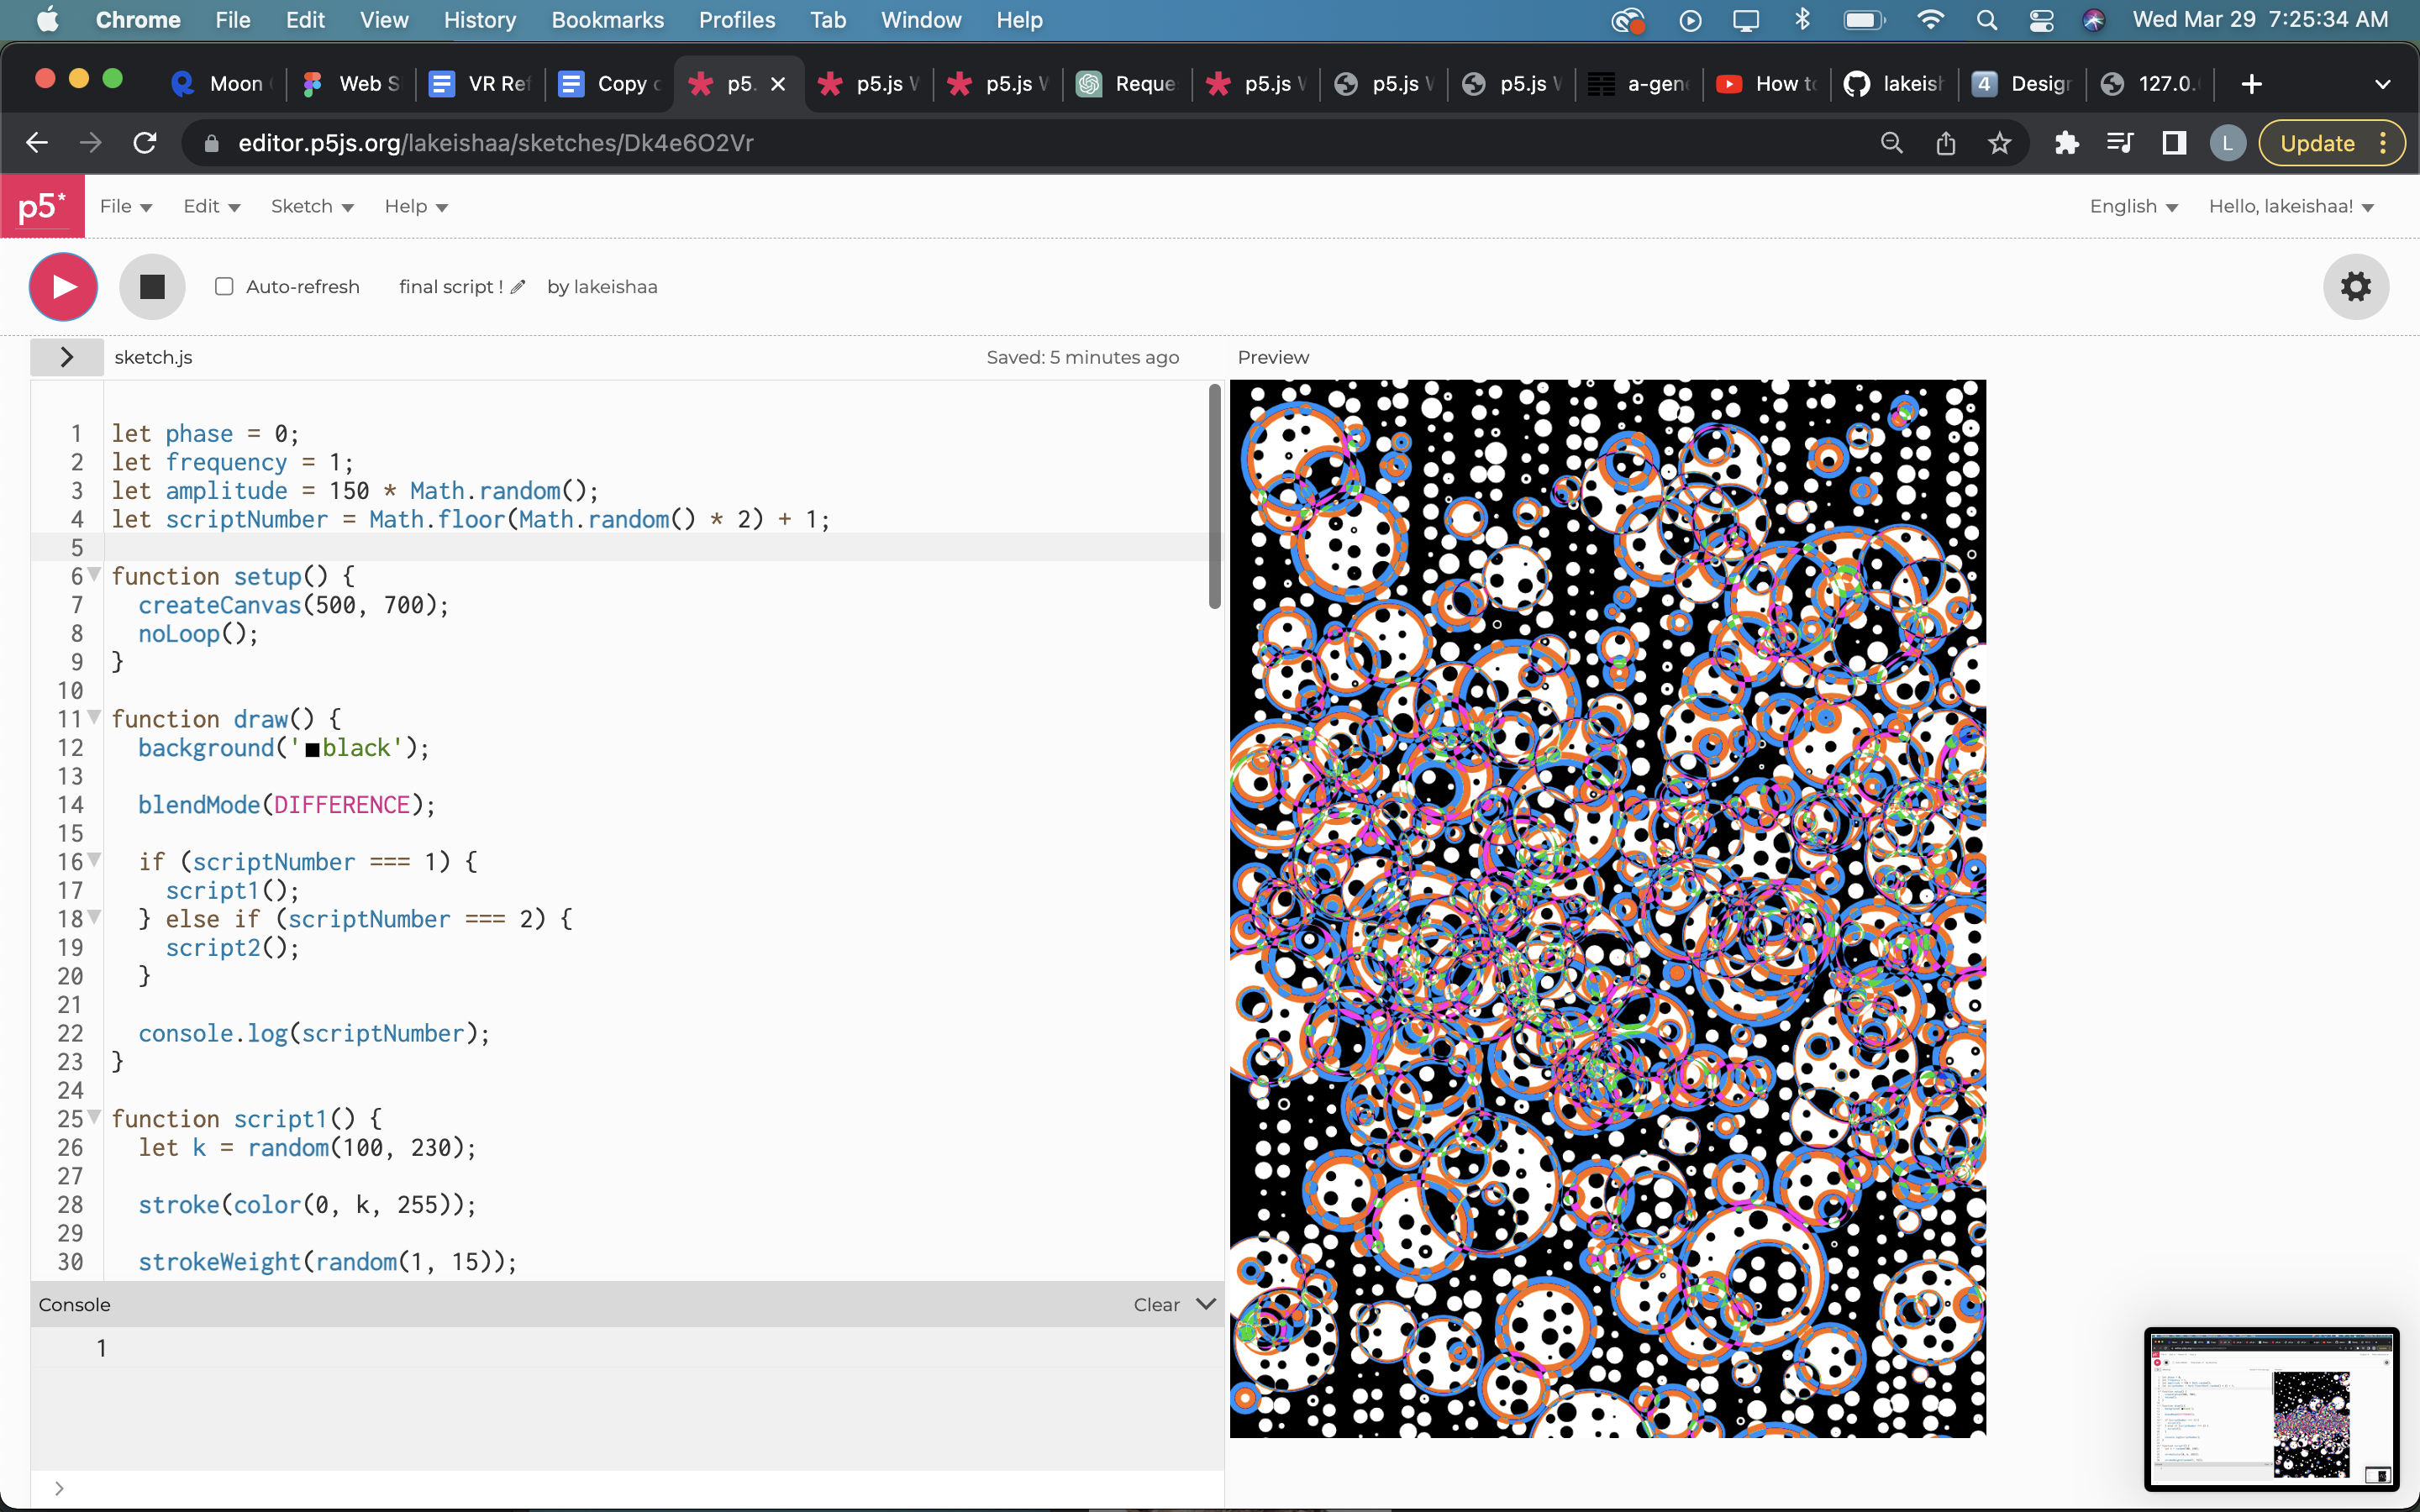 Chrome File Edit View History Bookmarks Profiles Tab Window Help Wed Mar 29 7:25:34 AM
Moon Web S VR Ref Copy p5. p5.js p5.js Reque p5.js p5.js p5.js a-gene How to lakeish 4 Design 127.0.
editor.p5js.org/lakeishaa/sketches/Dk4e6O2Vr L Update
p5* File Edit Sketch Help English Hello, lakeishaa!
Auto-refresh final script ! by lakeishaa
sketch.js Saved: 5 minutes ago Preview
1 let phase = 0;
2 let frequency = 1;
3 let amplitude = 150 * Math.random();
4 let scriptNumber = Math.floor(Math.random() * 2) + 1;
5
6 function setup() {
7 createCanvas(500, 700);
8 noLoop();
9 }
10
11 function draw() {
12 background('black');
13
14 blendMode(DIFFERENCE);
15
16 if (scriptNumber === 1) {
17 script1();
18 } else if (scriptNumber === 2) {
19 script2();
20 }
21
22 console.log(scriptNumber);
23 }
24
25 function script1() {
26 let k = random(100, 230);
27
28 stroke(color(0, k, 255));
29
30 strokeWeight(random(1, 15));
Console Clear
1